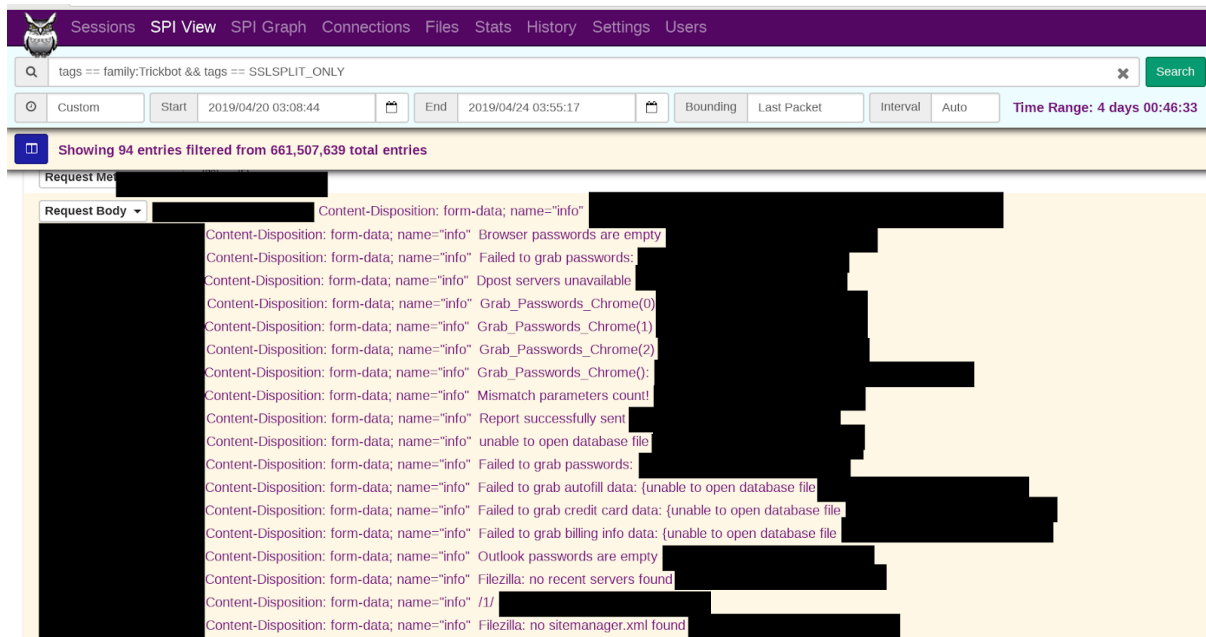 Sessions SPI View SPI Graph Connections Files Stats History Settings Users
tags == family:Trickbot && tags == SSLSPLIT_ONLY
Search
Custom Start 2019/04/20 03:08:44 End 2019/04/24 03:55:17 Bounding Last Packet Interval Auto Time Range: 4 days 00:46:33
Showing 94 entries filtered from 661,507,639 total entries
Request Met
Request Body Content-Disposition: form-data; name="info"
Content-Disposition: form-data; name="info" Browser passwords are empty
Content-Disposition: form-data; name="info" Failed to grab passwords:
Content-Disposition: form-data; name="info" Dpost servers unavailable
Content-Disposition: form-data; name="info" Grab_Passwords_Chrome(0)
Content-Disposition: form-data; name="info" Grab_Passwords_Chrome(1)
Content-Disposition: form-data; name="info" Grab_Passwords_Chrome(2)
Content-Disposition: form-data; name="info" Grab_Passwords_Chrome():
Content-Disposition: form-data; name="info" Mismatch parameters count!
Content-Disposition: form-data; name="info" Report successfully sent
Content-Disposition: form-data; name="info" unable to open database file
Content-Disposition: form-data; name="info" Failed to grab passwords:
Content-Disposition: form-data; name="info" Failed to grab autofill data: {unable to open database file
Content-Disposition: form-data; name="info" Failed to grab credit card data: {unable to open database file
Content-Disposition: form-data; name="info" Failed to grab billing info data: {unable to open database file
Content-Disposition: form-data; name="info" Outlook passwords are empty
Content-Disposition: form-data; name="info" Filezilla: no recent servers found
Content-Disposition: form-data; name="info" /1/
Content-Disposition: form-data; name="info" Filezilla: no sitemanager.xml found